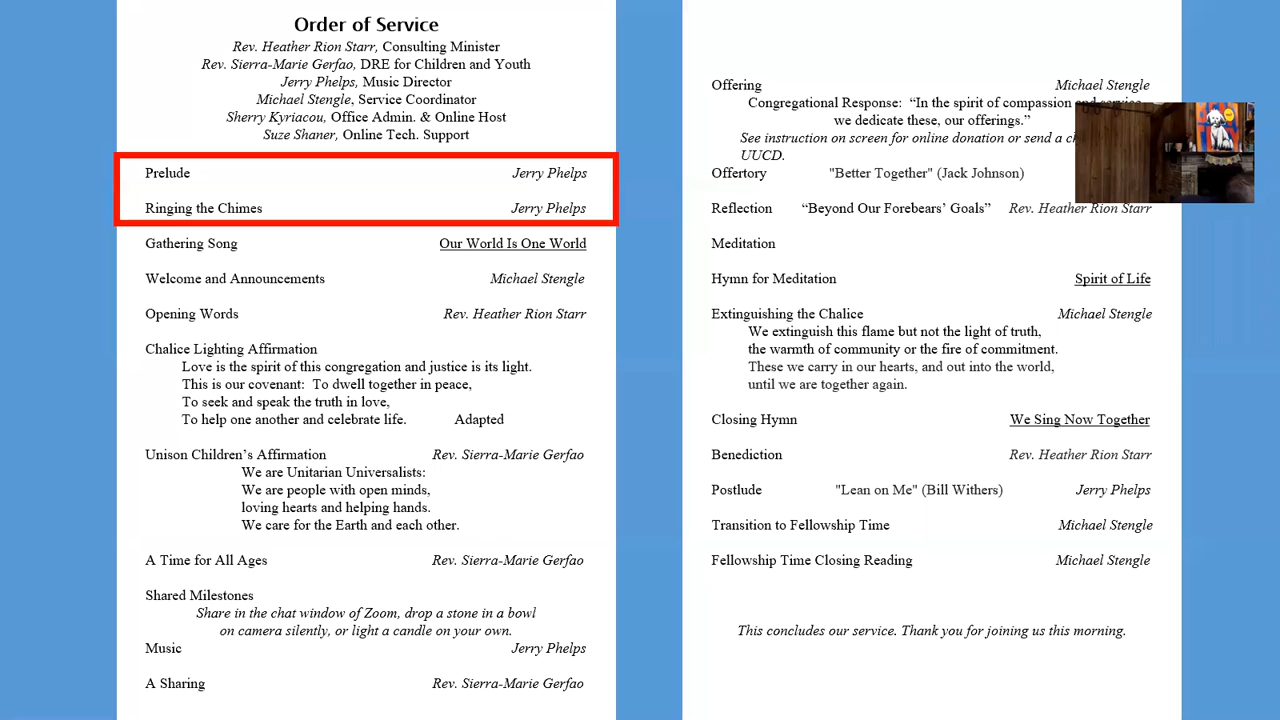 Order of Service
Rev. Heather Rion Starr, Consulting Minister
Rev. Sierra-Marie Gerfao, DRE for Children and Youth
Jerry Phelps, Music Director
Michael Stengle, Service Coordinator
Sherry Kyriacou, Office Admin. & Online Host
Suze Shaner, Online Tech. Support
Prelude Jerry Phelps
Ringing the Chimes Jerry Phelps
Gathering Song Our World Is One World
Welcome and Announcements Michael Stengle
Opening Words Rev. Heather Rion Starr
Chalice Lighting Affirmation
Love is the spirit of this congregation and justice is its light.
This is our covenant: To dwell together in peace,
To seek and speak the truth in love,
To help one another and celebrate life. Adapted
Unison Children’s Affirmation Rev. Sierra-Marie Gerfao
We are Unitarian Universalists:
We are people with open minds,
loving hearts and helping hands.
We care for the Earth and each other.
A Time for All Ages Rev. Sierra-Marie Gerfao
Shared Milestones
Share in the chat window of Zoom, drop a stone in a bowl
on camera silently, or light a candle on your own.
Music Jerry Phelps
A Sharing Rev. Sierra-Marie Gerfao
Offering Michael Stengle
Congregational Response: “In the spirit of compassion and service
we dedicate these, our offerings.”
See instruction on screen for online donation or send a
UUCD.
Offertory "Better Together" (Jack Johnson)
Reflection “Beyond Our Forebears’ Goals” Rev. Heather Rion Starr
Meditation
Hymn for Meditation Spirit of Life
Extinguishing the Chalice Michael Stengle
We extinguish this flame but not the light of truth,
the warmth of community or the fire of commitment.
These we carry in our hearts, and out into the world,
until we are together again.
Closing Hymn We Sing Now Together
Benediction Rev. Heather Rion Starr
Postlude "Lean on Me" (Bill Withers) Jerry Phelps
Transition to Fellowship Time Michael Stengle
Fellowship Time Closing Reading Michael Stengle
This concludes our service. Thank you for joining us this morning.